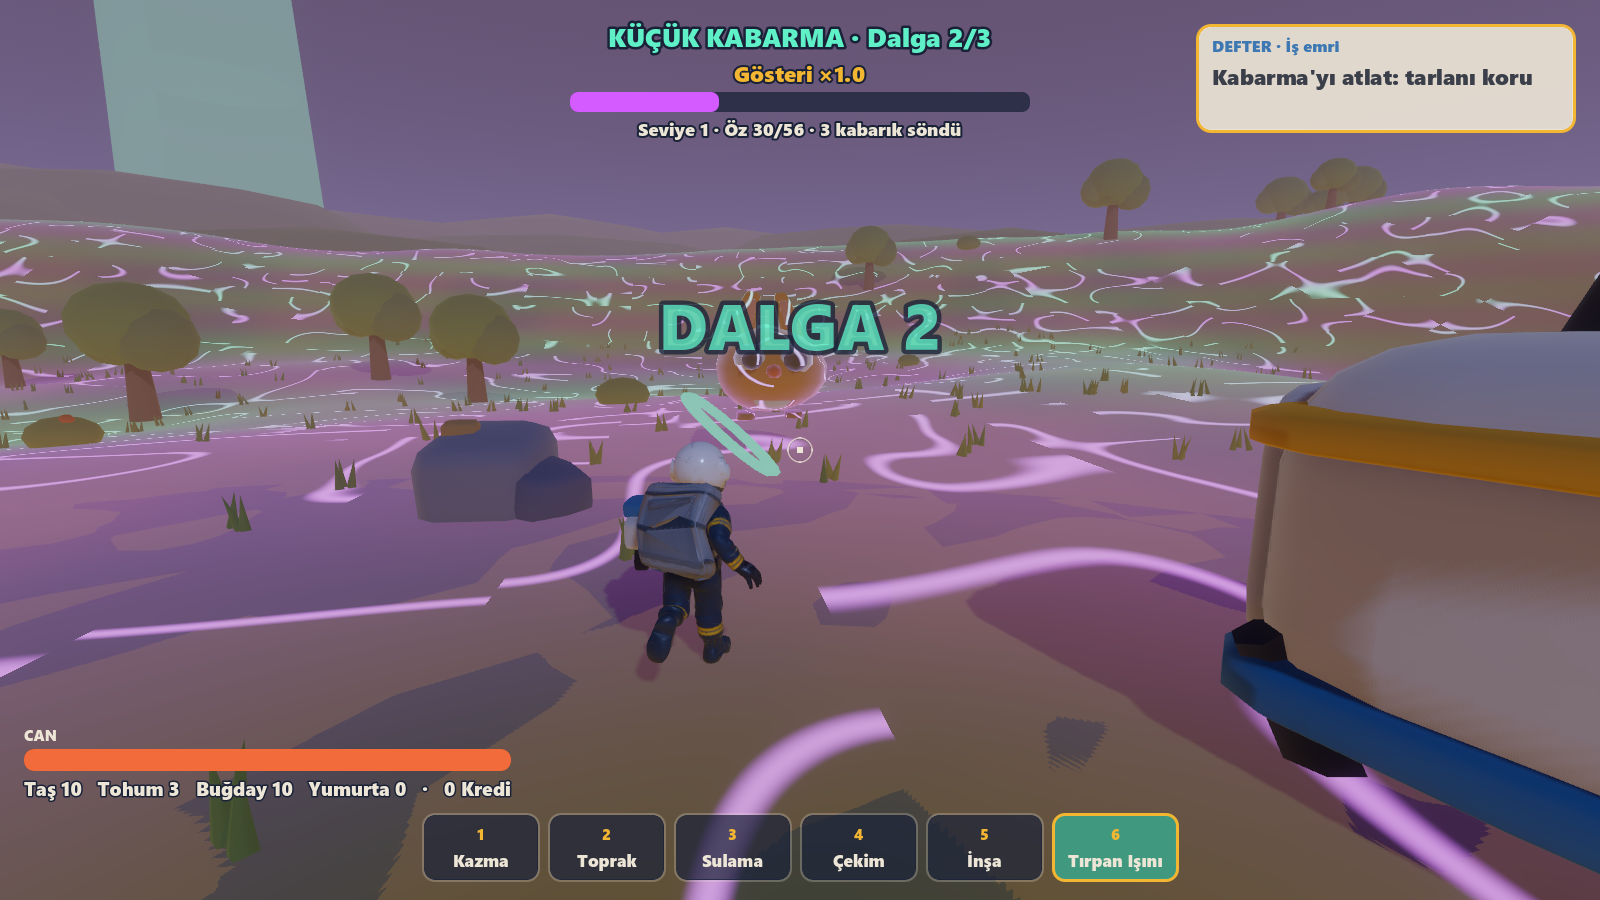 KÜÇÜK KABARMA · Dalga 2/3
Gösteri ×1.0
Seviye 1 · Öz 30/56 · 3 kabarık söndü
DEFTER · İş emri
Kabarma'yı atlat: tarlanı koru
DALGA 2
CAN
Taş 10 Tohum 3 Buğday 10 Yumurta 0 · 0 Kredi
1
Kazma
2
Toprak
3
Sulama
4
Çekim
5
İnşa
6
Tırpan Işını